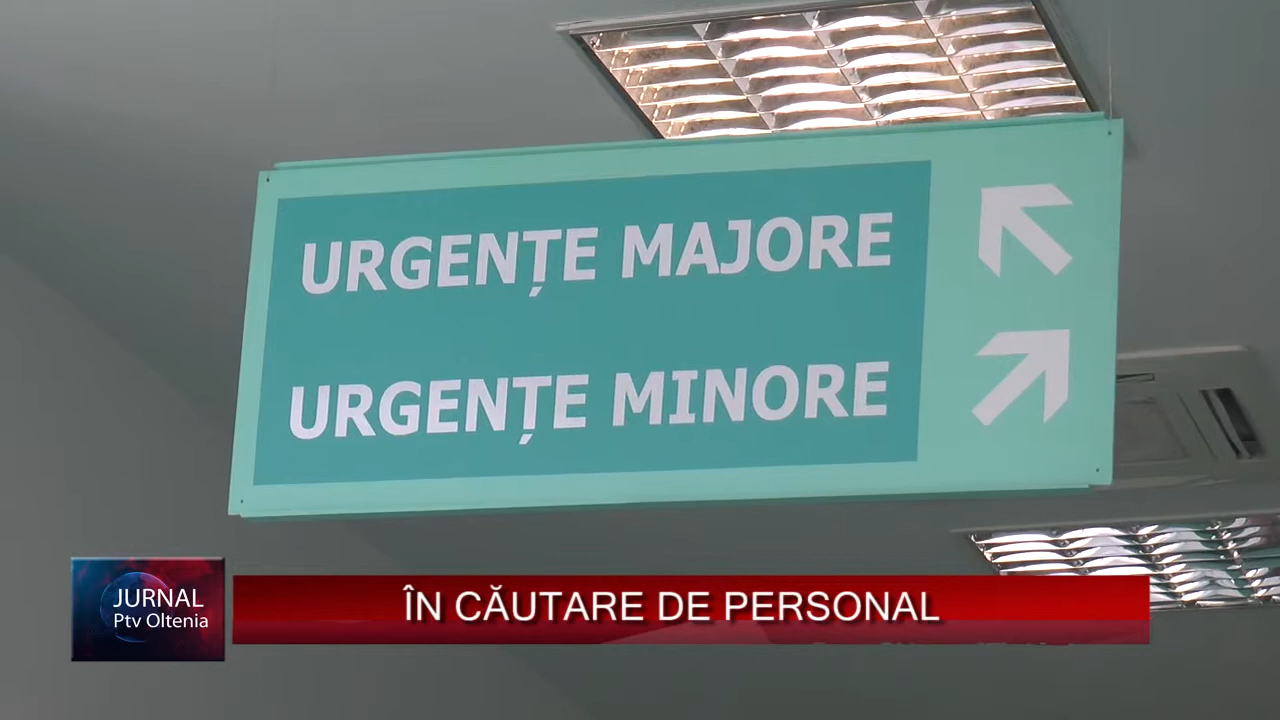 URGENȚE MAJORE
URGENȚE MINORE
JURNAL
Ptv Oltenia
ÎN CĂUTARE DE PERSONAL